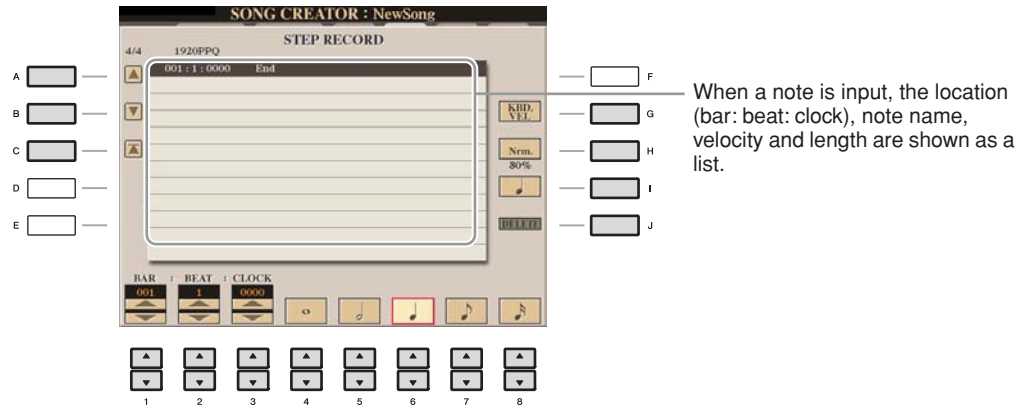 SONG CREATOR : NewSong
STEP RECORD
4/4 1920PPQ
001 : 1 : 0000 End
A
B
C
D
E
F
G
H
I
J
KBD. VEL.
Nrm.
80%
DELETE
When a note is input, the location
(bar: beat: clock), note name,
velocity and length are shown as a
list.
BAR : BEAT : CLOCK
001 1 0000
1 2 3 4 5 6 7 8